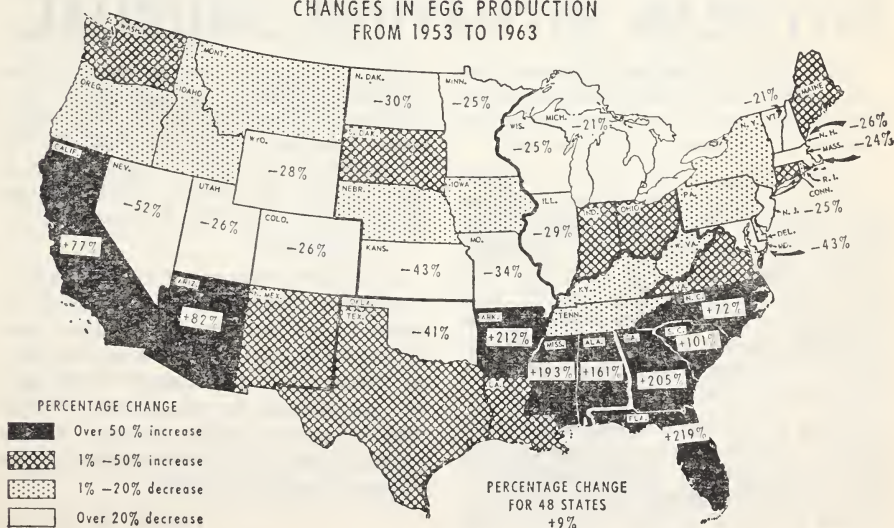 CHANGES IN EGG PRODUCTION
FROM 1953 TO 1963
WASH.
MONT.
N. DAK.
-30%
MINN.
-25%
OREG.
IDAHO
WYO.
-28%
S. DAK.
WIS.
-25%
MICH.
-21%
N.Y.
VT.
-21%
MAINE
N.H.
-26%
MASS.
-24%
R.I.
CONN.
CALIF.
+77%
NEV.
-52%
UTAH
-26%
COLO.
-26%
NEBR.
IOWA
ILL.
-29%
IND.
OHIO
PA.
N.J.
-25%
DEL.
MD.
-43%
KANS.
-43%
MO.
-34%
KY.
VA.
ARIZ.
+82%
N. MEX.
OKLA.
-41%
TEX.
ARK.
+212%
TENN.
N.C.
+72%
S.C.
+101%
MISS.
+193%
ALA.
+161%
GA.
+205%
LA.
FLA.
+219%
PERCENTAGE CHANGE
Over 50 % increase
1% -50% increase
1% -20% decrease
Over 20% decrease
PERCENTAGE CHANGE
FOR 48 STATES
+9%